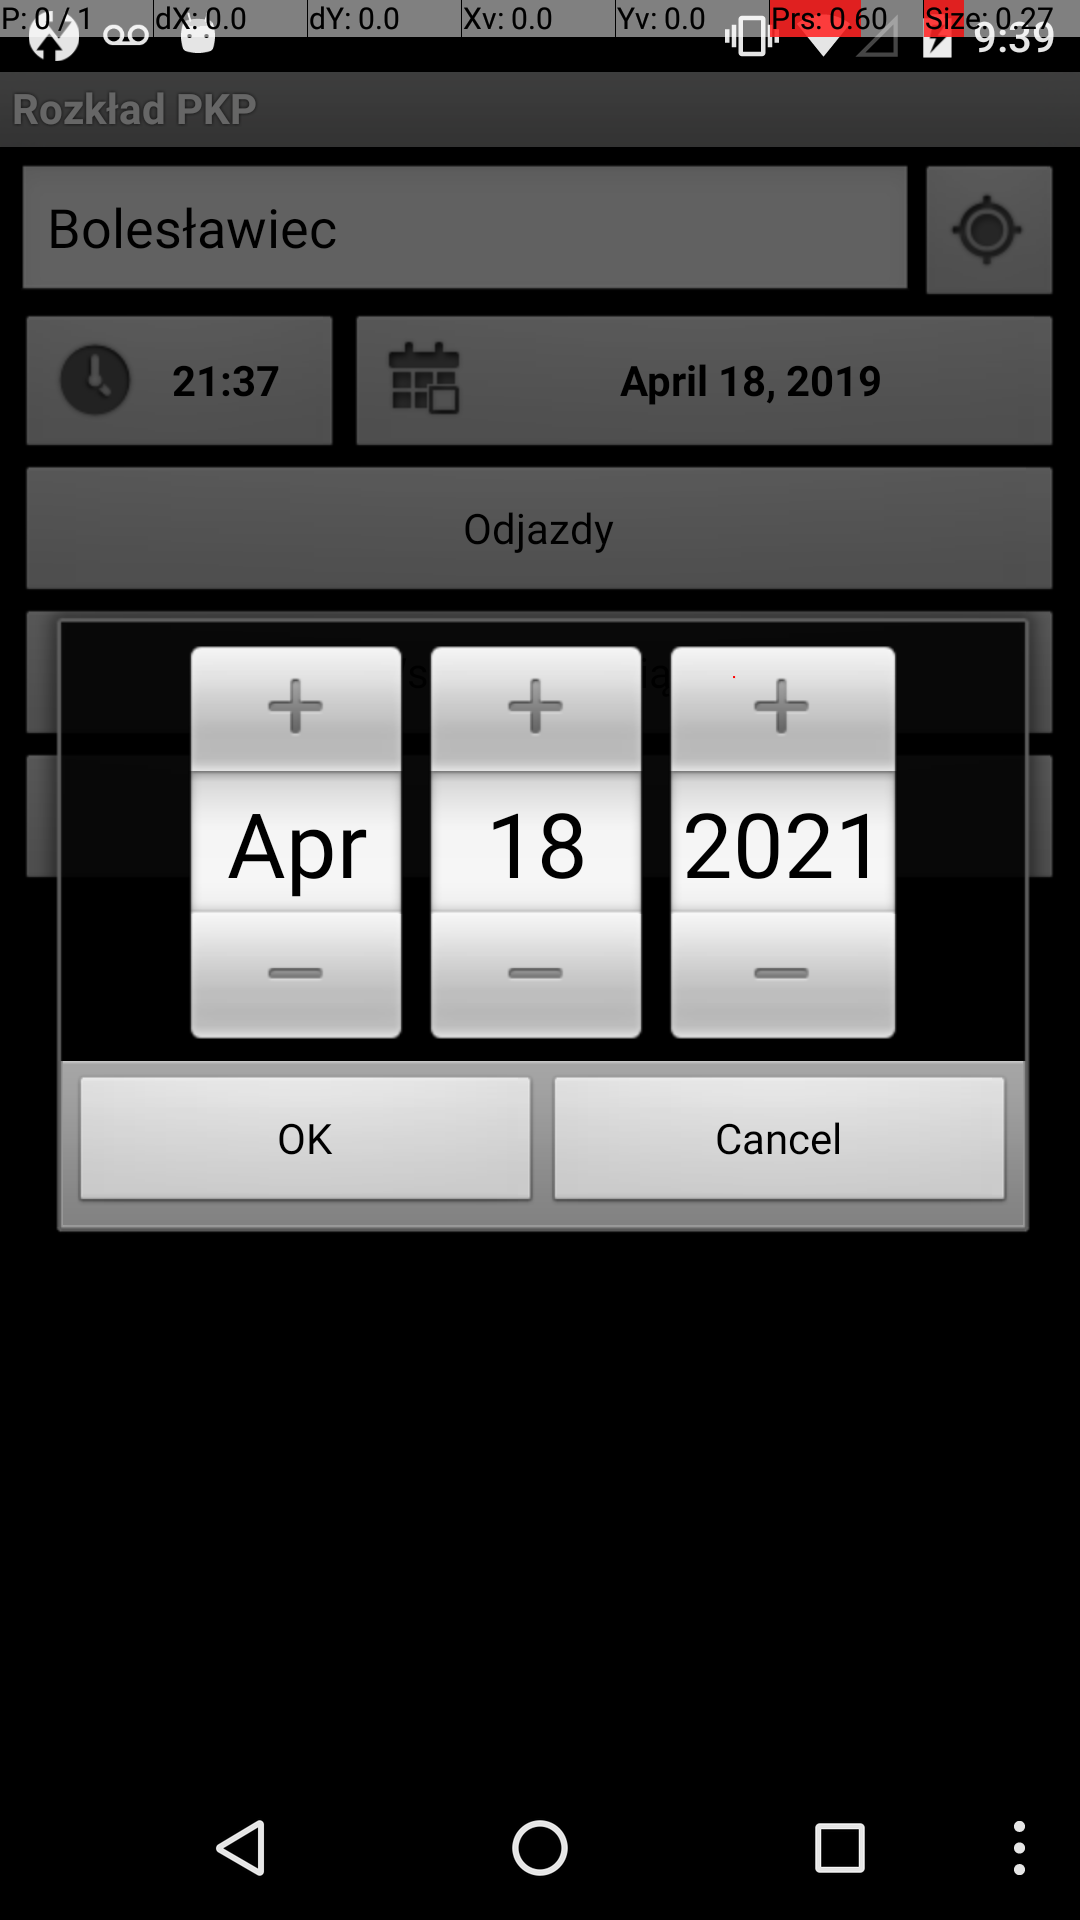 P: 0 / 1 dX: 0.0 dY: 0.0 Xv: 0.0 Yv: 0.0 Prs: 0.60 Size: 0.27
9:39
Rozkład PKP
Bolesławiec
21:37 April 18, 2019
Odjazdy
Apr 18 2021
OK Cancel